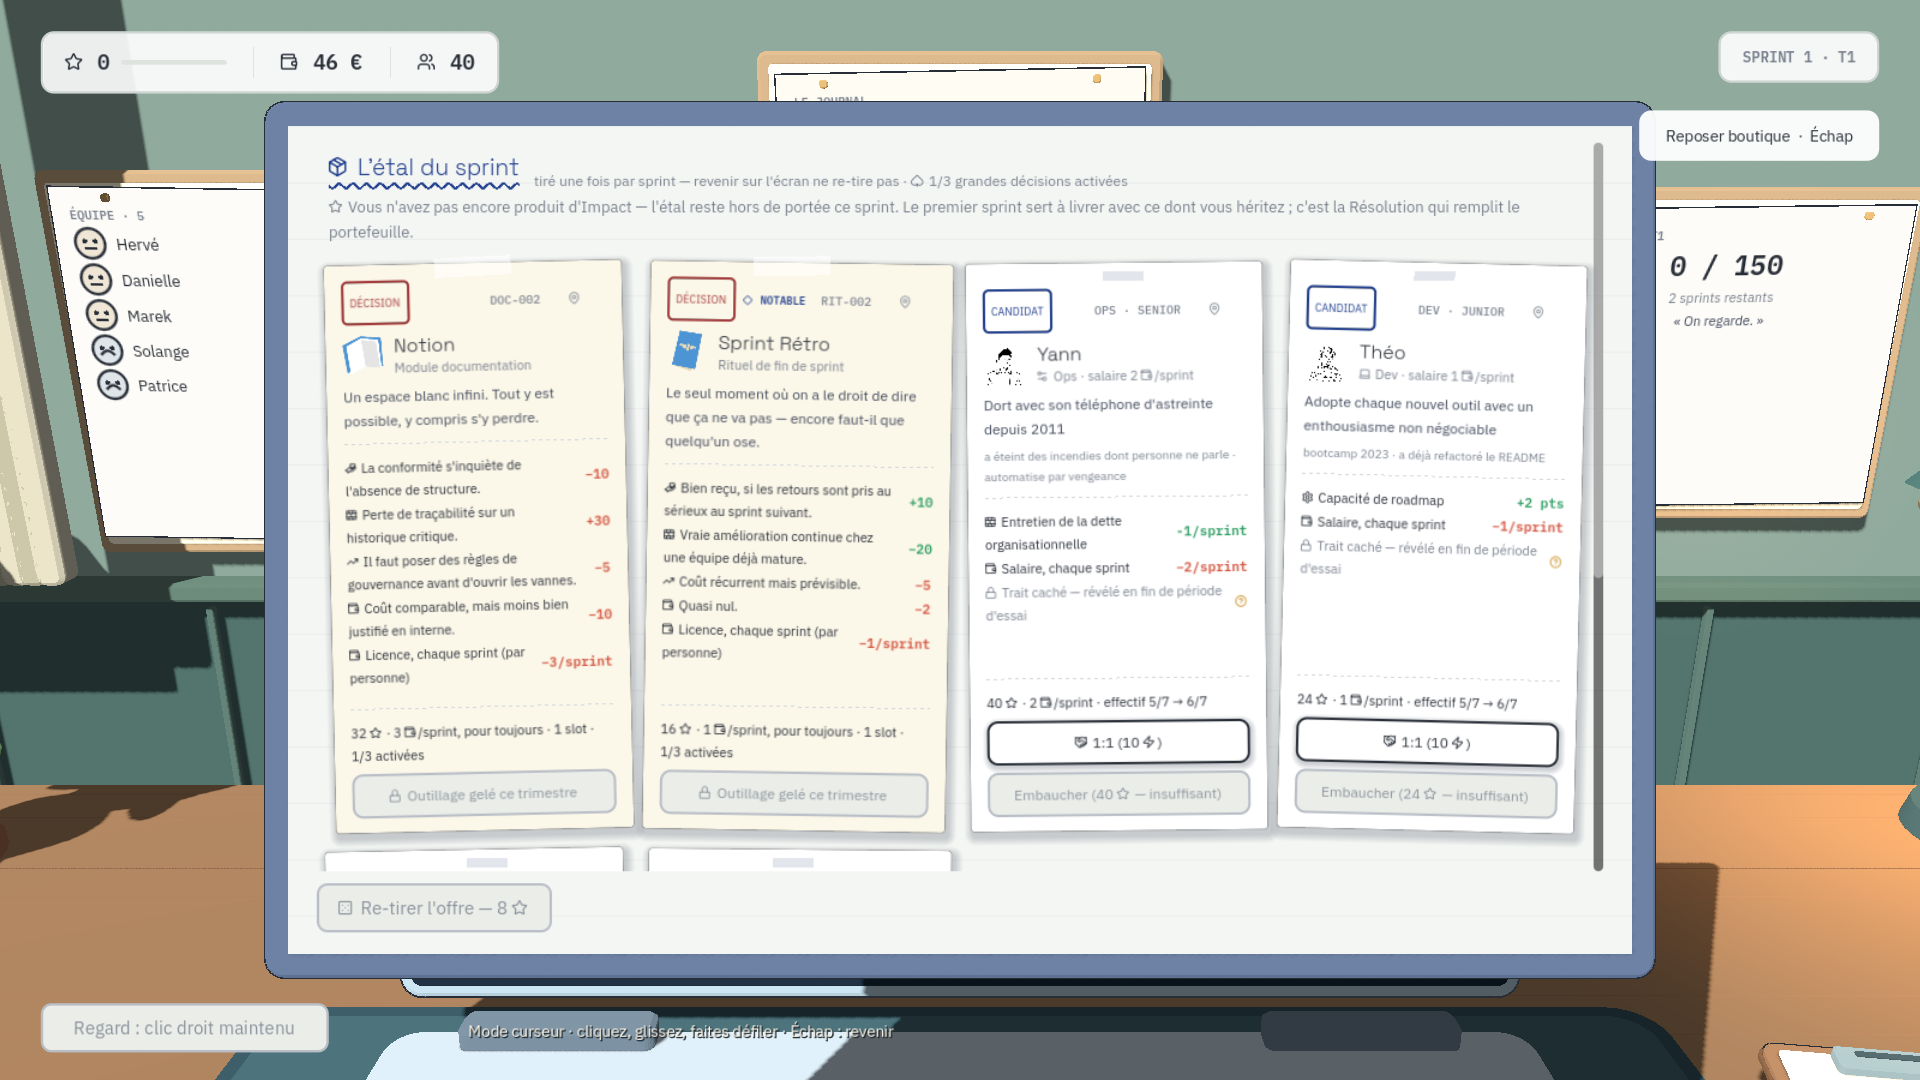 0
46 €
40
SPRINT 1 · T1
LE JOURNAL
Reposer boutique · Échap
L'étal du sprint
tiré une fois par sprint — revenir sur l'écran ne re-tire pas · 1/3 grandes décisions activées
Vous n'avez pas encore produit d'Impact — l'étal reste hors de portée ce sprint. Le premier sprint sert à livrer avec ce dont vous héritez ; c'est la Résolution qui remplit le
portefeuille.
ÉQUIPE · 5
Hervé
Danielle
Marek
Solange
Patrice
DÉCISION
DOC-002
Notion
Module documentation
Un espace blanc infini. Tout y est
possible, y compris s'y perdre.
La conformité s'inquiète de
l'absence de structure.
−10
Perte de traçabilité sur un
historique critique.
+30
Il faut poser des règles de
gouvernance avant d'ouvrir les vannes.
−5
Coût comparable, mais moins bien
justifié en interne.
−10
Licence, chaque sprint (par
personne)
−3/sprint
32 · 3 /sprint, pour toujours · 1 slot ·
1/3 activées
Outillage gelé ce trimestre
DÉCISION
NOTABLE
RIT-002
Sprint Rétro
Rituel de fin de sprint
Le seul moment où on a le droit de dire
que ça ne va pas — encore faut-il que
quelqu'un ose.
Bien reçu, si les retours sont pris au
sérieux au sprint suivant.
+10
Vraie amélioration continue chez
une équipe déjà mature.
−20
Coût récurrent mais prévisible.
−5
Quasi nul.
−2
Licence, chaque sprint (par
personne)
−1/sprint
16 · 1 /sprint, pour toujours · 1 slot ·
1/3 activées
Outillage gelé ce trimestre
CANDIDAT
OPS · SENIOR
Yann
Ops · salaire 2 /sprint
Dort avec son téléphone d'astreinte
depuis 2011
a éteint des incendies dont personne ne parle ·
automatise par vengeance
Entretien de la dette
organisationnelle
-1/sprint
Salaire, chaque sprint
−2/sprint
Trait caché — révélé en fin de période
d'essai
40 · 2 /sprint · effectif 5/7 → 6/7
1:1 (10 )
Embaucher (40 — insuffisant)
CANDIDAT
DEV · JUNIOR
Théo
Dev · salaire 1 /sprint
Adopte chaque nouvel outil avec un
enthousiasme non négociable
bootcamp 2023 · a déjà refactoré le README
Capacité de roadmap
+2 pts
Salaire, chaque sprint
−1/sprint
Trait caché — révélé en fin de période
d'essai
24 · 1 /sprint · effectif 5/7 → 6/7
1:1 (10 )
Embaucher (24 — insuffisant)
T1
0 / 150
2 sprints restants
« On regarde. »
Re-tirer l'offre — 8
Regard : clic droit maintenu
Mode curseur · cliquez, glissez, faites défiler · Échap : revenir